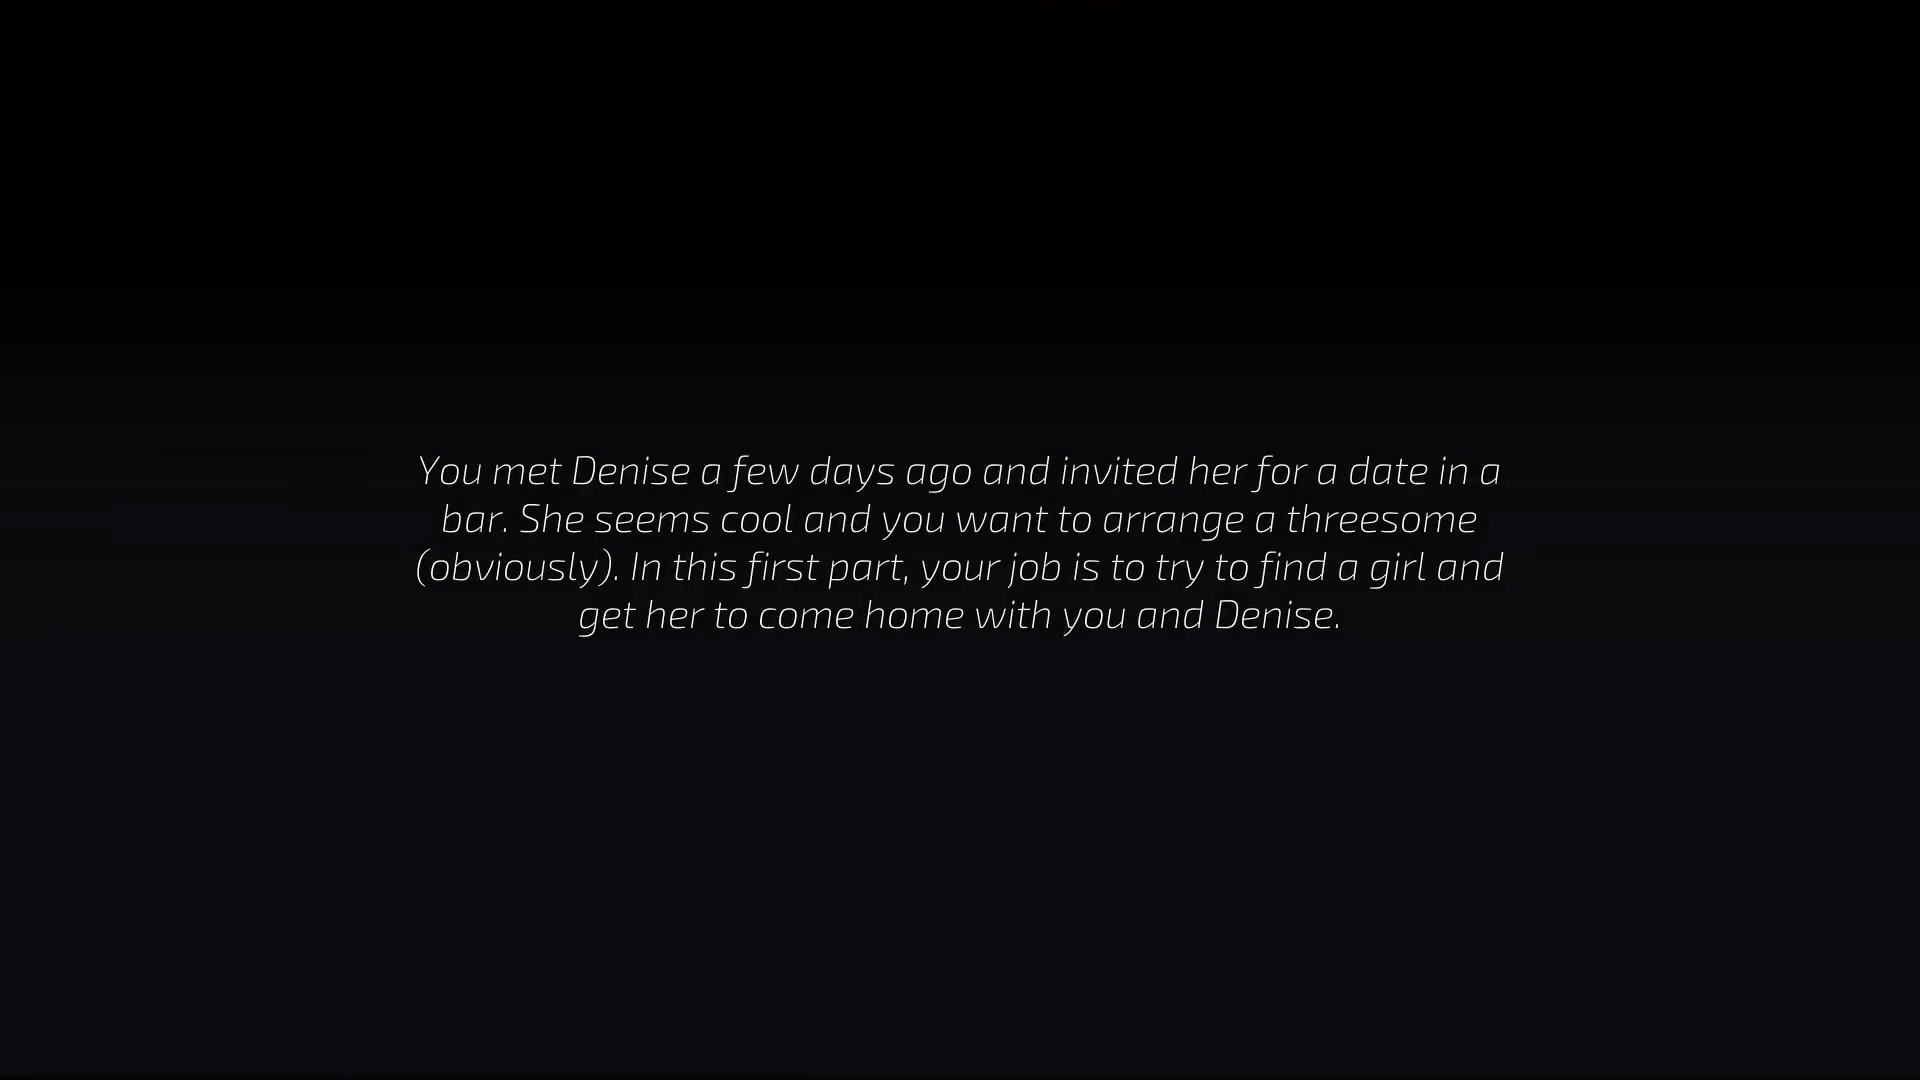 You met Denise a few days ago and invited her for a date in a
bar. She seems cool and you want to arrange a threesome
(obviously). In this first part, your job is to try to find a girl and
get her to come home with you and Denise.